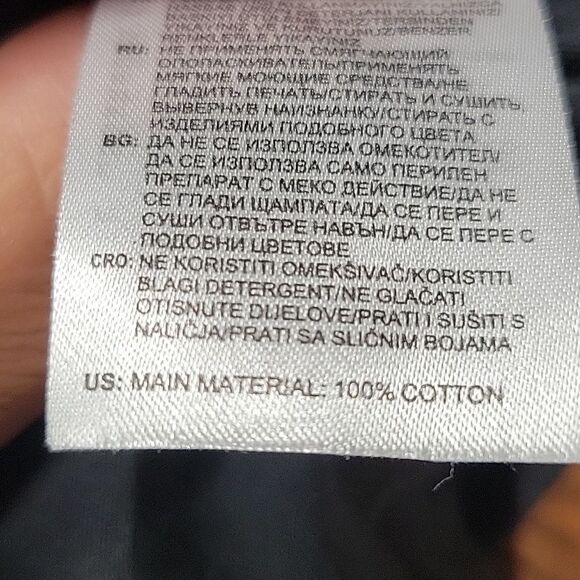 BASKI
RU: НЕ ПРИМЕНЯТЬ СМЯГЧАЮЩИЙ
ОПОЛАСКИВАТЕЛЬ/ПРИМЕНЯТЬ
МЯГКИЕ МОЮЩИЕ СРЕДСТВА/НЕ
ГЛАДИТЬ ПЕЧАТЬ/СТИРАТЬ И СУШИТЬ,
ВЫВЕРНУВ НАИЗНАНКУ/СТИРАТЬ С
ИЗДЕЛИЯМИ ПОДОБНОГО ЦВЕТА
BG: ДА НЕ СЕ ИЗПОЛЗВА ОМЕКОТИТЕЛ/
ДА СЕ ИЗПОЛЗВА САМО ПЕРИЛЕН
ПРЕПАРАТ С МЕКО ДЕЙСТВИЕ/ДА НЕ
СЕ ГЛАДИ ЩАМПАТА/ДА СЕ ПЕРЕ И
СУШИ ОТВЪТРЕ НАВЪН/ДА СЕ ПЕРЕ С
ПОДОБНИ ЦВЕТОВЕ
CRO: NE KORISTITI OMEKŠIVAČ/KORISTITI
BLAGI DETERGENT/NE GLAČATI
OTISNUTE DIJELOVE/PRATI I SUŠITI S
NALIČJA/PRATI SA SLIČNIM BOJAMA
US: MAIN MATERIAL: 100% COTTON